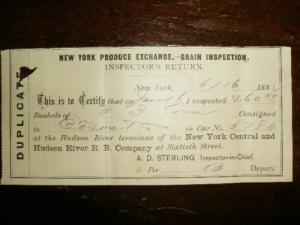 DUPLICATE
NEW YORK PRODUCE EXCHANGE.—GRAIN INSPECTION.
INSPECTOR'S RETURN.
New York, 6/16 188
This is to Certify that on I inspected 460
Bushels of Consigned
to in Car No. 5786
at the Hudson River terminus of the New York Central and
Hudson River R. R. Company at Sixtieth Street.
A. D. STERLING, Inspector-in-Chief.
Per Deputy.